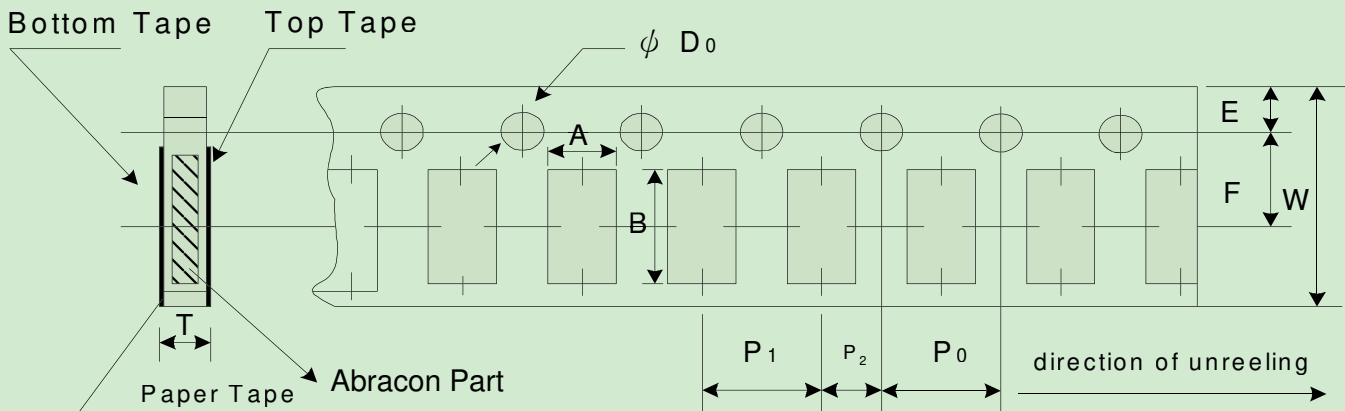 Bottom Tape
Top Tape
ψ D0
A
E
B
F
W
T
P1
P2
P0
direction of unreeling
Abracon Part
Paper Tape